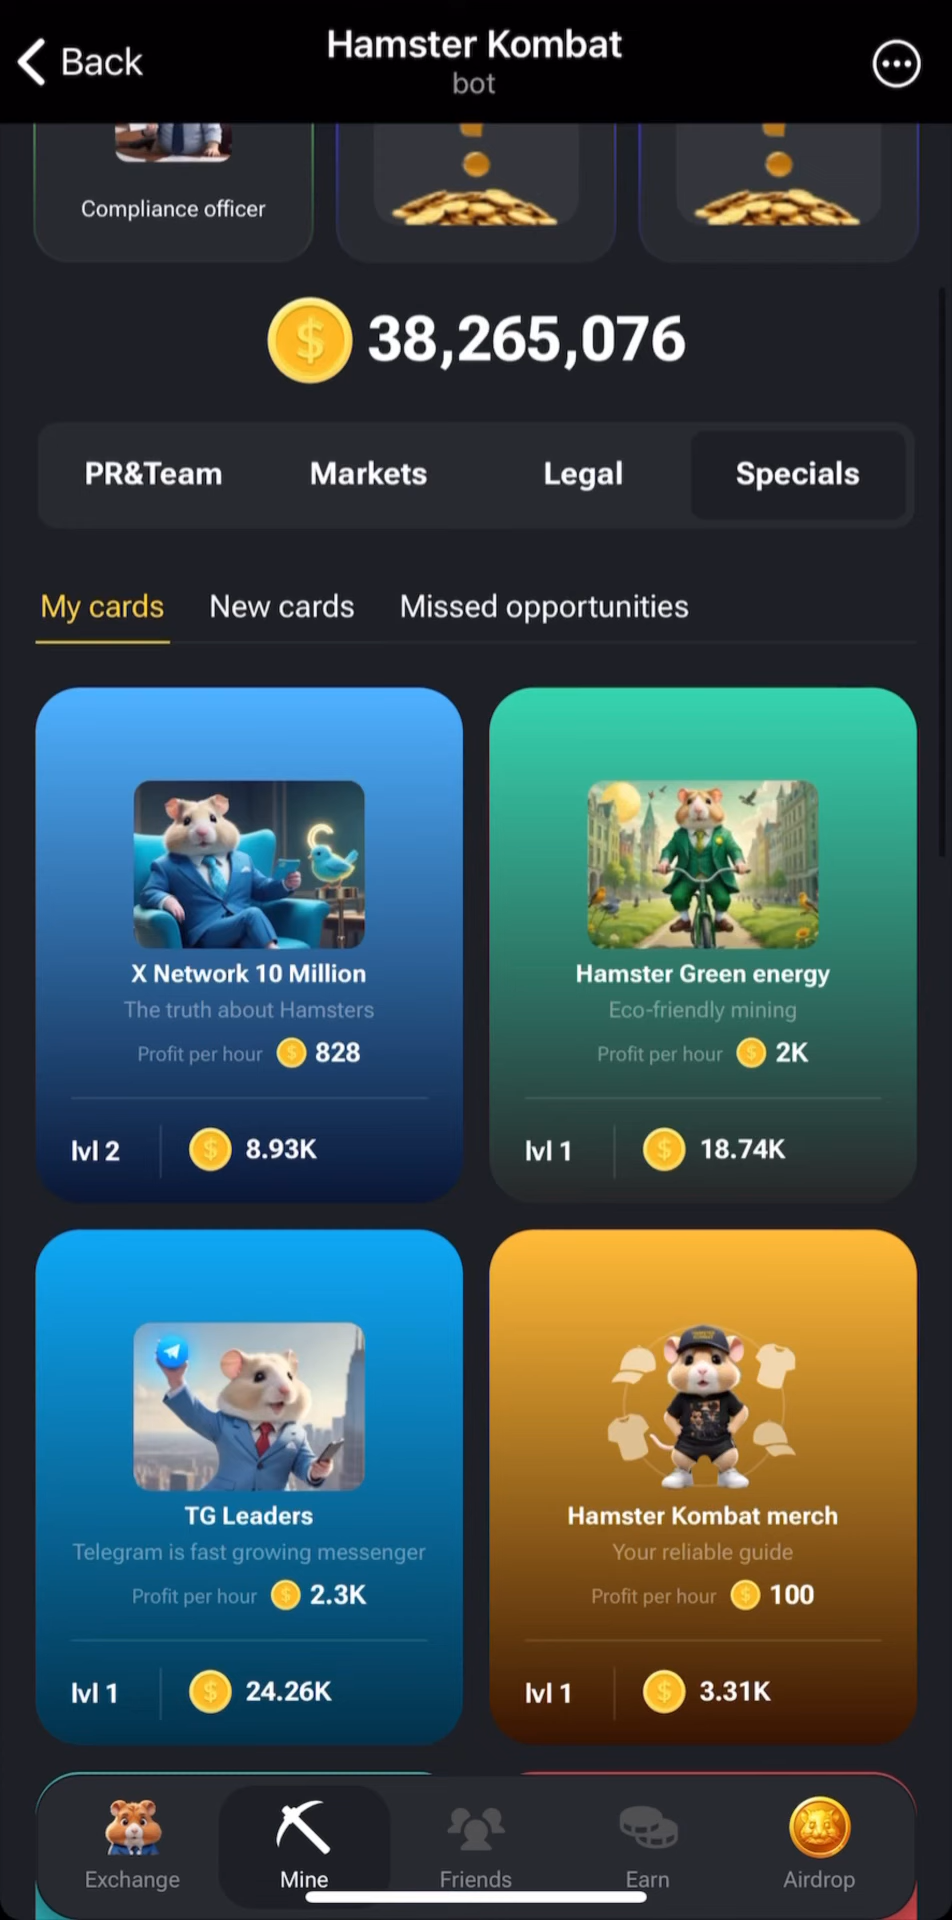 Back
Hamster Kombat
bot
Compliance officer
38,265,076
PR&Team Markets Legal Specials
My cards New cards Missed opportunities
X Network 10 Million
The truth about Hamsters
Profit per hour 828
lvl 2 8.93K
Hamster Green energy
Eco-friendly mining
Profit per hour 2K
lvl 1 18.74K
TG Leaders
Telegram is fast growing messenger
Profit per hour 2.3K
lvl 1 24.26K
Hamster Kombat merch
Your reliable guide
Profit per hour 100
lvl 1 3.31K
Exchange Mine Friends Earn Airdrop